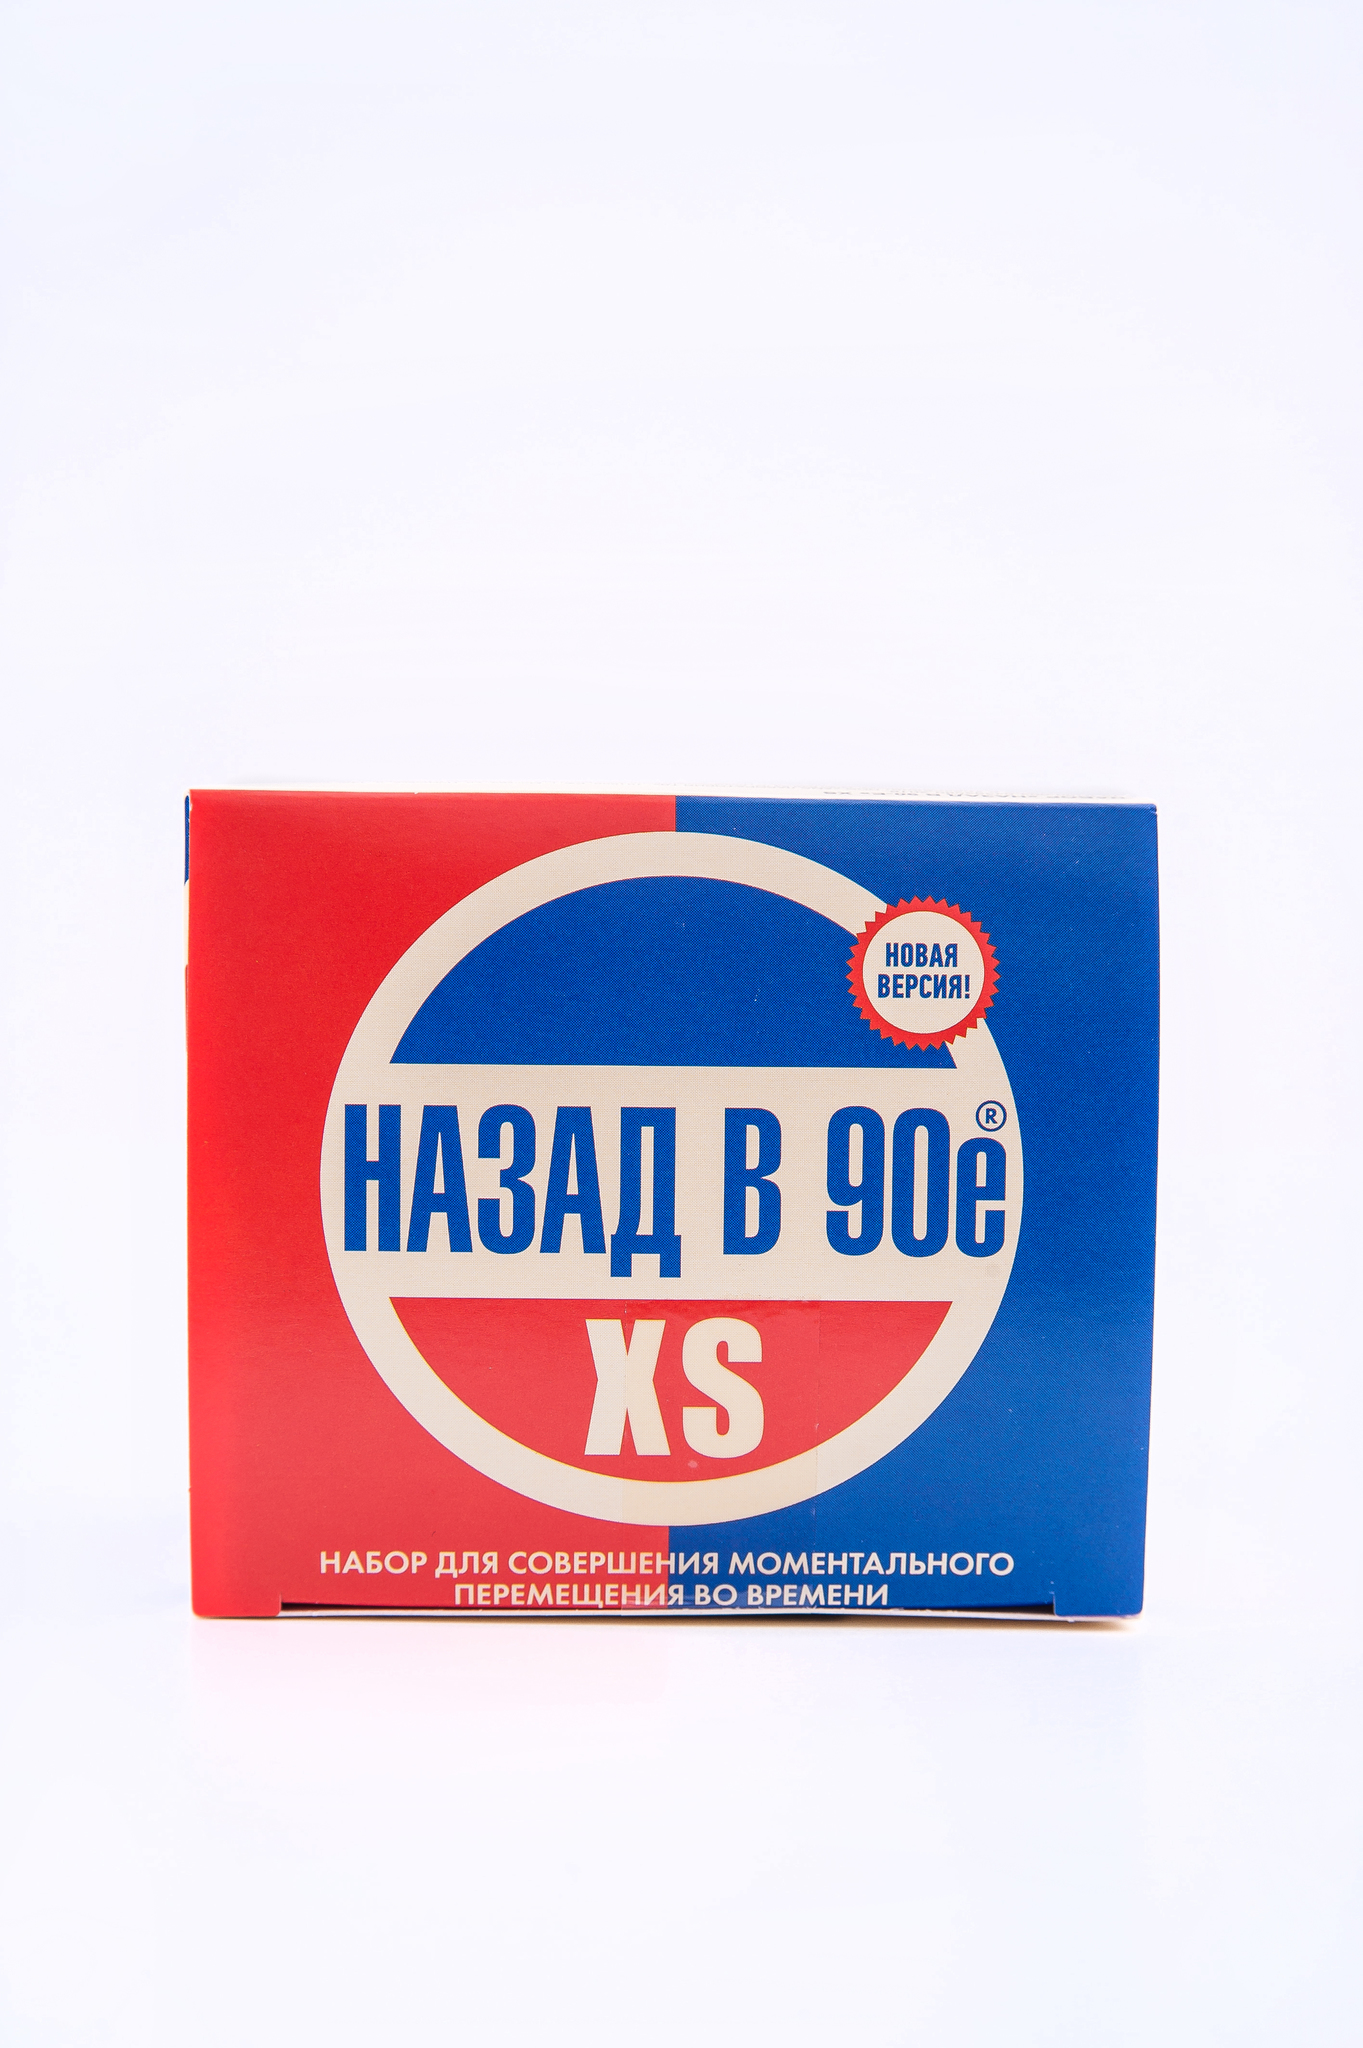 НОВАЯ
ВЕРСИЯ!
НАЗАД В 90е®
XS
НАБОР ДЛЯ СОВЕРШЕНИЯ МОМЕНТАЛЬНОГО
ПЕРЕМЕЩЕНИЯ ВО ВРЕМЕНИ